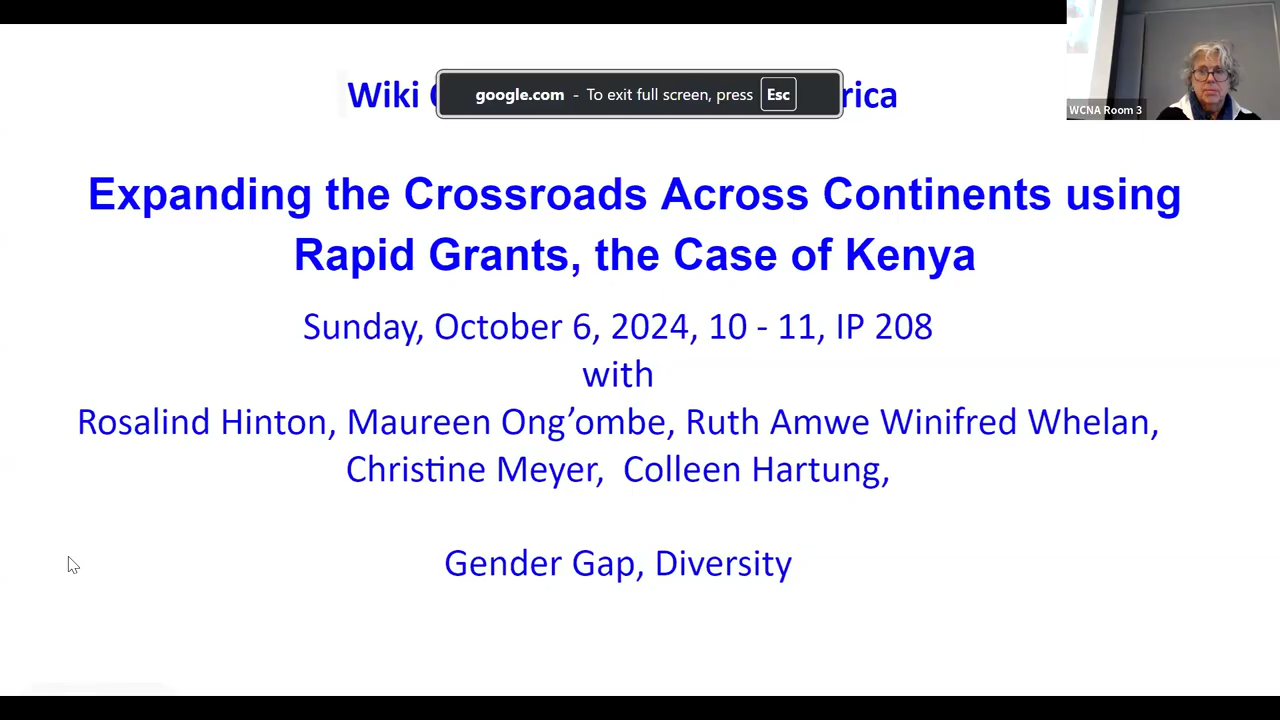 Wiki
rica
google.com - To exit full screen, press Esc
WCNA Room 3
Expanding the Crossroads Across Continents using
Rapid Grants, the Case of Kenya
Sunday, October 6, 2024, 10 - 11, IP 208
with
Rosalind Hinton, Maureen Ong’ombe, Ruth Amwe Winifred Whelan,
Christine Meyer, Colleen Hartung,
Gender Gap, Diversity